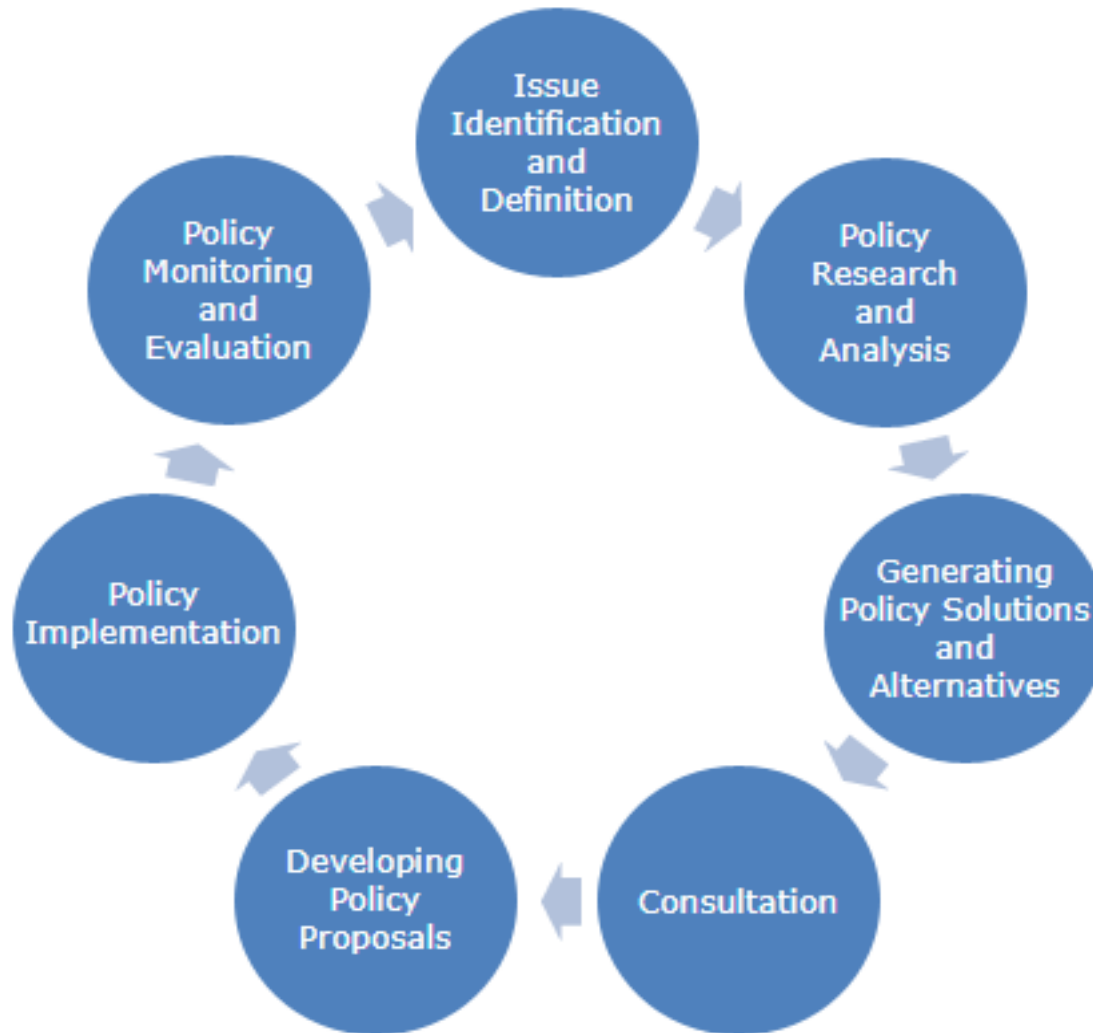 Issue
Identification
and
Definition
Policy
Research
and
Analysis
Generating
Policy Solutions
and
Alternatives
Consultation
Developing
Policy
Proposals
Policy
Implementation
Policy
Monitoring
and
Evaluation